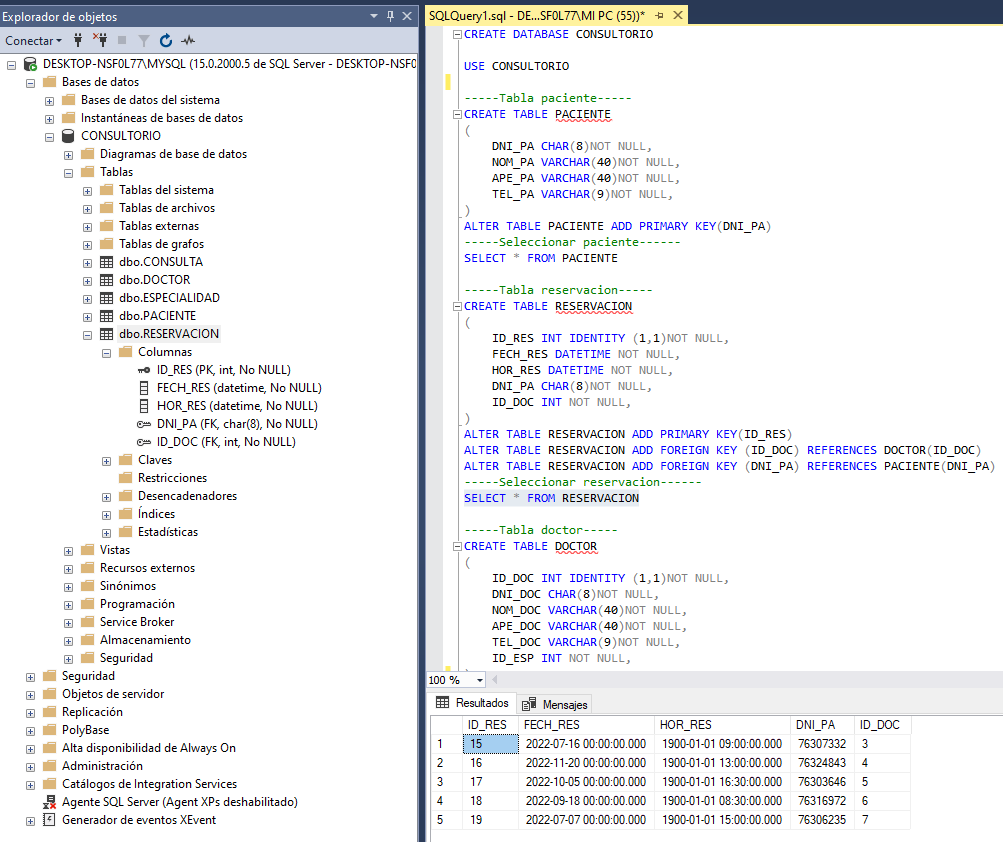 Explorador de objetos
Conectar
DESKTOP-NSF0L77\MYSQL (15.0.2000.5 de SQL Server - DESKTOP-NSF0
Bases de datos
Bases de datos del sistema
Instantáneas de bases de datos
CONSULTORIO
Diagramas de base de datos
Tablas
Tablas del sistema
Tablas de archivos
Tablas externas
Tablas de grafos
dbo.CONSULTA
dbo.DOCTOR
dbo.ESPECIALIDAD
dbo.PACIENTE
dbo.RESERVACION
Columnas
ID_RES (PK, int, No NULL)
FECH_RES (datetime, No NULL)
HOR_RES (datetime, No NULL)
DNI_PA (FK, char(8), No NULL)
ID_DOC (FK, int, No NULL)
Claves
Restricciones
Desencadenadores
Índices
Estadísticas
Vistas
Recursos externos
Sinónimos
Programación
Service Broker
Almacenamiento
Seguridad
Seguridad
Objetos de servidor
Replicación
PolyBase
Alta disponibilidad de Always On
Administración
Catálogos de Integration Services
Agente SQL Server (Agent XPs deshabilitado)
Generador de eventos XEvent
SQLQuery1.sql - DE...SF0L77\MI PC (55))*
CREATE DATABASE CONSULTORIO
USE CONSULTORIO
-----Tabla paciente-----
CREATE TABLE PACIENTE
(
DNI_PA CHAR(8)NOT NULL,
NOM_PA VARCHAR(40)NOT NULL,
APE_PA VARCHAR(40)NOT NULL,
TEL_PA VARCHAR(9)NOT NULL,
)
ALTER TABLE PACIENTE ADD PRIMARY KEY(DNI_PA)
-----Seleccionar paciente------
SELECT * FROM PACIENTE
-----Tabla reservacion-----
CREATE TABLE RESERVACION
(
ID_RES INT IDENTITY (1,1)NOT NULL,
FECH_RES DATETIME NOT NULL,
HOR_RES DATETIME NOT NULL,
DNI_PA CHAR(8)NOT NULL,
ID_DOC INT NOT NULL,
)
ALTER TABLE RESERVACION ADD PRIMARY KEY(ID_RES)
ALTER TABLE RESERVACION ADD FOREIGN KEY (ID_DOC) REFERENCES DOCTOR(ID_DOC)
ALTER TABLE RESERVACION ADD FOREIGN KEY (DNI_PA) REFERENCES PACIENTE(DNI_PA)
-----Seleccionar reservacion------
SELECT * FROM RESERVACION
-----Tabla doctor-----
CREATE TABLE DOCTOR
(
ID_DOC INT IDENTITY (1,1)NOT NULL,
DNI_DOC CHAR(8)NOT NULL,
NOM_DOC VARCHAR(40)NOT NULL,
APE_DOC VARCHAR(40)NOT NULL,
TEL_DOC VARCHAR(9)NOT NULL,
ID_ESP INT NOT NULL,
100 %
Resultados Mensajes
ID_RES FECH_RES HOR_RES DNI_PA ID_DOC
1 15 2022-07-16 00:00:00.000 1900-01-01 09:00:00.000 76307332 3
2 16 2022-11-20 00:00:00.000 1900-01-01 13:00:00.000 76324843 4
3 17 2022-10-05 00:00:00.000 1900-01-01 16:30:00.000 76303646 5
4 18 2022-09-18 00:00:00.000 1900-01-01 08:30:00.000 76316972 6
5 19 2022-07-07 00:00:00.000 1900-01-01 15:00:00.000 76306235 7